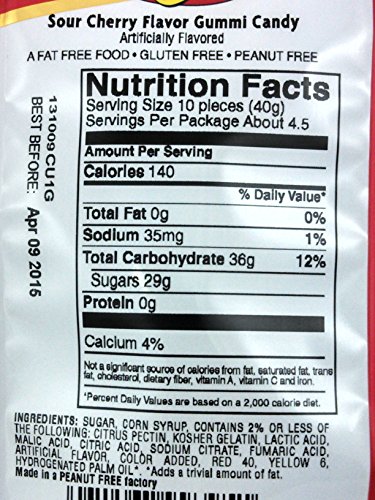 Sour Cherry Flavor Gummi Candy
Artificially Flavored
A FAT FREE FOOD • GLUTEN FREE • PEANUT FREE
131009CU1G
BEST BEFORE:
Apr 09 2015
Nutrition Facts
Serving Size 10 pieces (40g)
Servings Per Package About 4.5
Amount Per Serving
Calories 140
% Daily Value*
Total Fat 0g 0%
Sodium 35mg 1%
Total Carbohydrate 36g 12%
Sugars 29g
Protein 0g
Calcium 4%
Not a significant source of calories from fat, saturated fat, trans
fat, cholesterol, dietary fiber, vitamin A, vitamin C and iron.
*Percent Daily Values are based on a 2,000 calorie diet.
INGREDIENTS: SUGAR, CORN SYRUP, CONTAINS 2% OR LESS OF
THE FOLLOWING: CITRUS PECTIN, KOSHER GELATIN, LACTIC ACID,
MALIC ACID, CITRIC ACID, SODIUM CITRATE, FUMARIC ACID,
ARTIFICIAL FLAVOR, COLOR ADDED, RED 40, YELLOW 6,
HYDROGENATED PALM OIL*. *Adds a trivial amount of fat.
Made in a PEANUT FREE factory